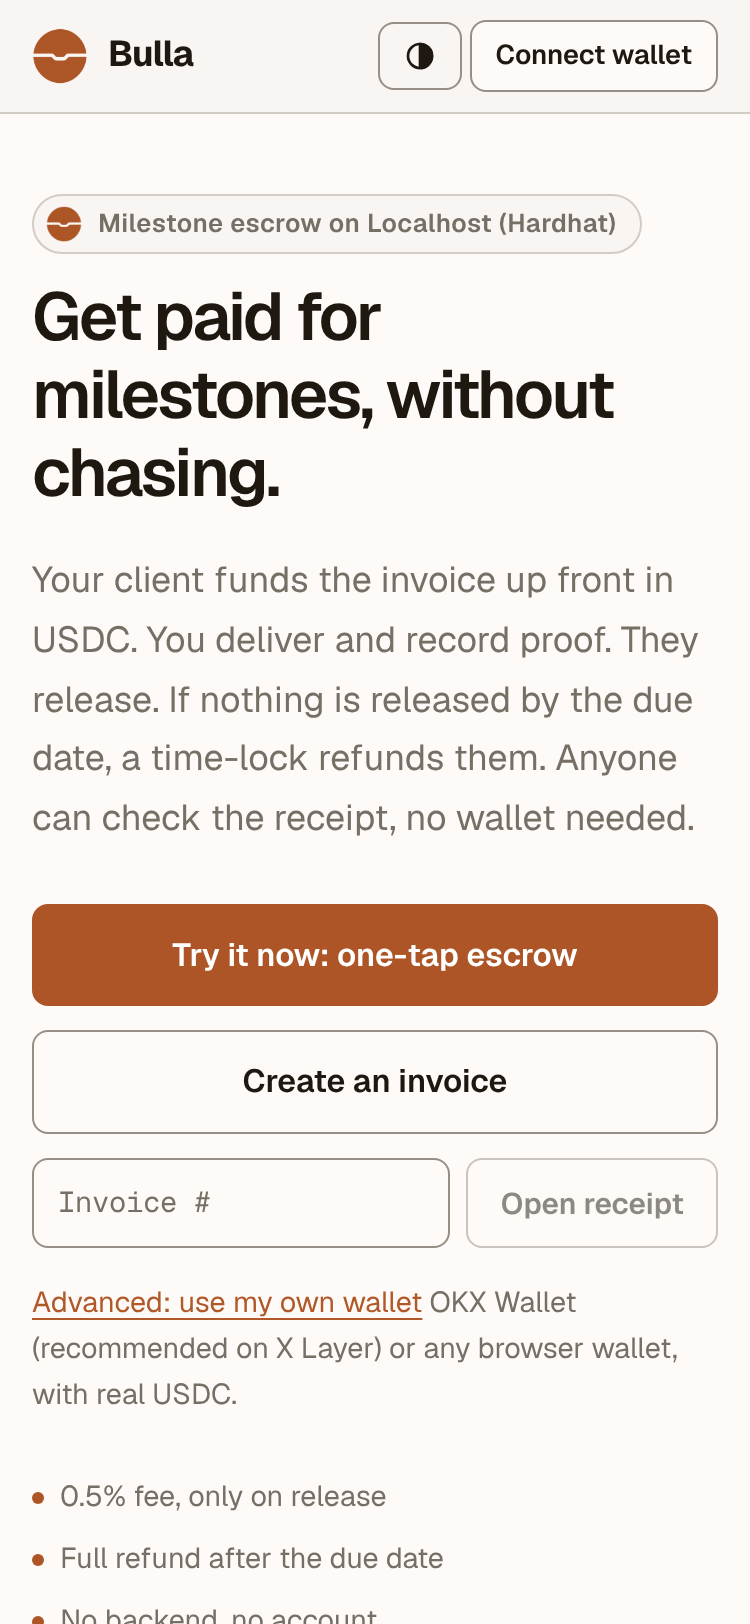 Bulla
Connect wallet
Milestone escrow on Localhost (Hardhat)
Get paid for
milestones, without
chasing.
Your client funds the invoice up front in
USDC. You deliver and record proof. They
release. If nothing is released by the due
date, a time-lock refunds them. Anyone
can check the receipt, no wallet needed.
Try it now: one-tap escrow
Create an invoice
Invoice #
Open receipt
Advanced: use my own wallet OKX Wallet
(recommended on X Layer) or any browser wallet,
with real USDC.
0.5% fee, only on release
Full refund after the due date
No backend, no account